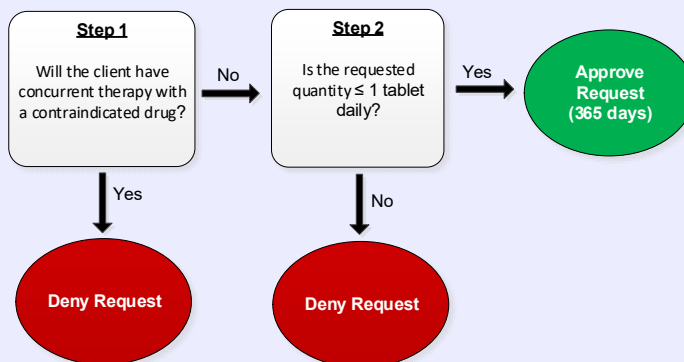 Step 1
Will the client have
concurrent therapy with
a contraindicated drug?
No
Step 2
Is the requested
quantity ≤ 1 tablet
daily?
Yes
Approve
Request
(365 days)
Yes
No
Deny Request
Deny Request